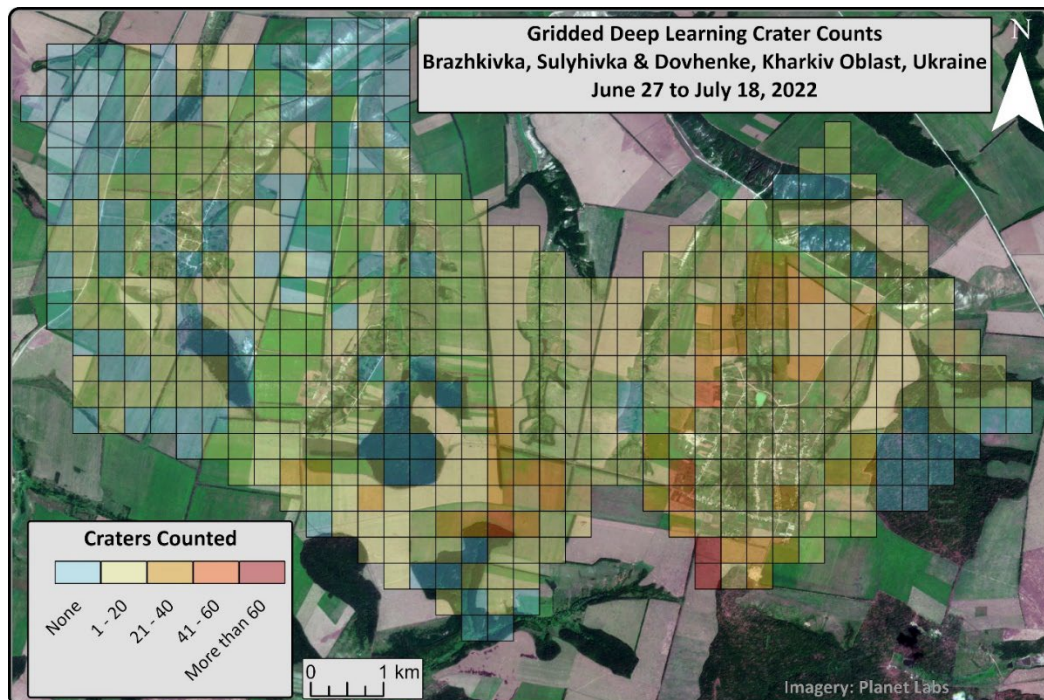 Gridded Deep Learning Crater Counts
Brazhkivka, Sulyhivka & Dovhenke, Kharkiv Oblast, Ukraine
June 27 to July 18, 2022
N
Craters Counted
None
1 - 20
21 - 40
41 - 60
More than 60
0 1 km
Imagery: Planet Labs